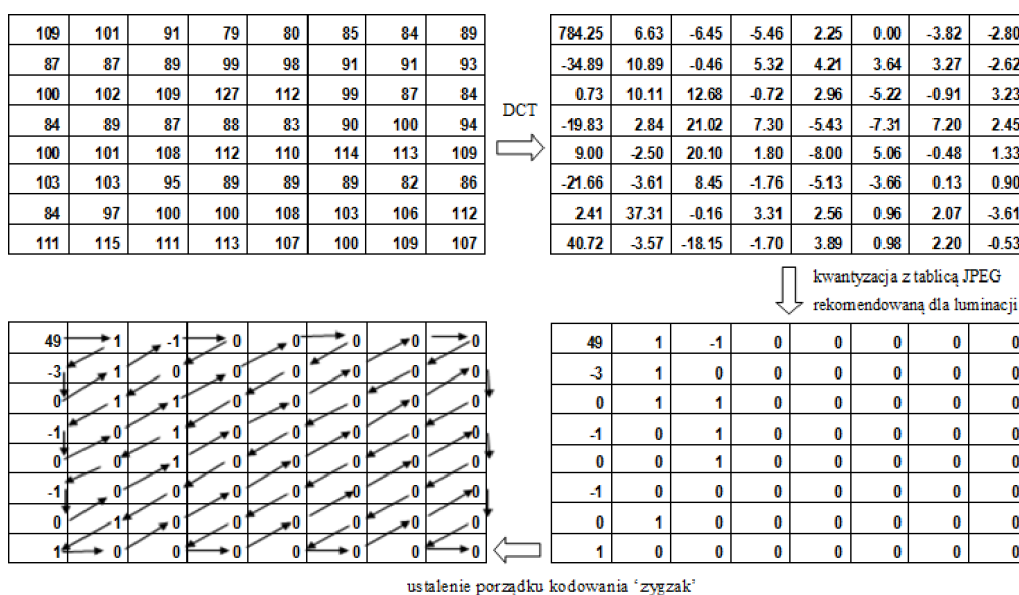 109 101 91 79 80 85 84 89
87 87 89 99 98 91 91 93
100 102 109 127 112 99 87 84
84 89 87 88 83 90 100 94
100 101 108 112 110 114 113 109
103 103 95 89 89 89 82 86
84 97 100 100 108 103 106 112
111 115 111 113 107 100 109 107
DCT
784.25 6.63 -6.45 -5.46 2.25 0.00 -3.82 -2.80
-34.89 10.89 -0.46 5.32 4.21 3.64 3.27 -2.62
0.73 10.11 12.68 -0.72 2.96 -5.22 -0.91 3.23
-19.83 2.84 21.02 7.30 -5.43 -7.31 7.20 2.45
9.00 -2.50 20.10 1.80 -8.00 5.06 -0.48 1.33
-21.66 -3.61 8.45 -1.76 -5.13 -3.66 0.13 0.90
2.41 37.31 -0.16 3.31 2.56 0.96 2.07 -3.61
40.72 -3.57 -18.15 -1.70 3.89 0.98 2.20 -0.53
kwantyzacja z tablicą JPEG
rekomendowaną dla luminacji
49 1 -1 0 0 0 0 0
-3 1 0 0 0 0 0 0
0 1 1 0 0 0 0 0
-1 0 1 0 0 0 0 0
0 0 1 0 0 0 0 0
-1 0 0 0 0 0 0 0
0 1 0 0 0 0 0 0
1 0 0 0 0 0 0 0
49 1 -1 0 0 0 0 0
-3 1 0 0 0 0 0 0
0 1 1 0 0 0 0 0
-1 0 1 0 0 0 0 0
0 0 1 0 0 0 0 0
-1 0 0 0 0 0 0 0
0 1 0 0 0 0 0 0
1 0 0 0 0 0 0 0
ustalenie porządku kodowania ‘zygzak’